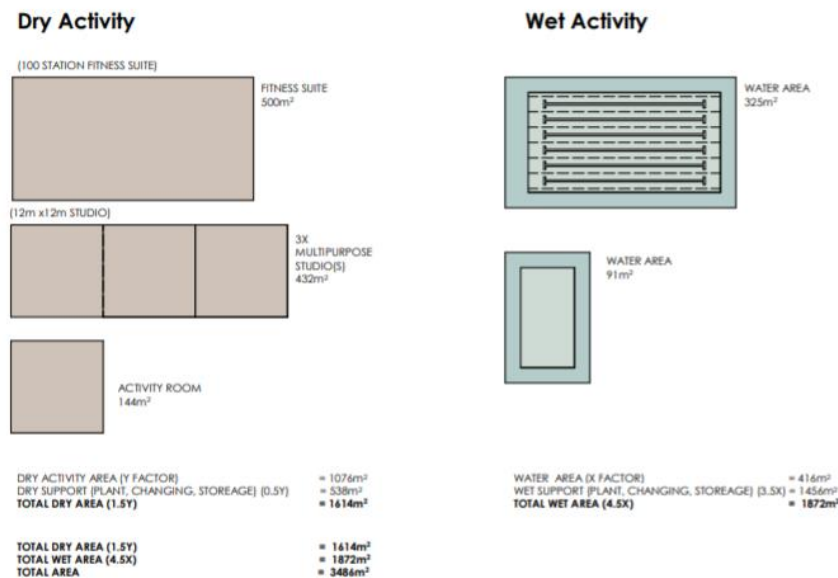 Dry Activity
(100 STATION FITNESS SUITE)
FITNESS SUITE
500m²
(12m x12m STUDIO)
3X
MULTIPURPOSE
STUDIO(S)
432m²
ACTIVITY ROOM
144m²
DRY ACTIVITY AREA (Y FACTOR) = 1076m²
DRY SUPPORT (PLANT, CHANGING, STOREAGE) (0.5Y) = 538m²
TOTAL DRY AREA (1.5Y) = 1614m²
TOTAL DRY AREA (1.5Y) = 1614m²
TOTAL WET AREA (4.5X) = 1872m²
TOTAL AREA = 3486m²
Wet Activity
WATER AREA
325m²
WATER AREA
91m²
WATER AREA (X FACTOR) = 416m²
WET SUPPORT (PLANT, CHANGING, STOREAGE) (3.5X) = 1456m²
TOTAL WET AREA (4.5X) = 1872m²